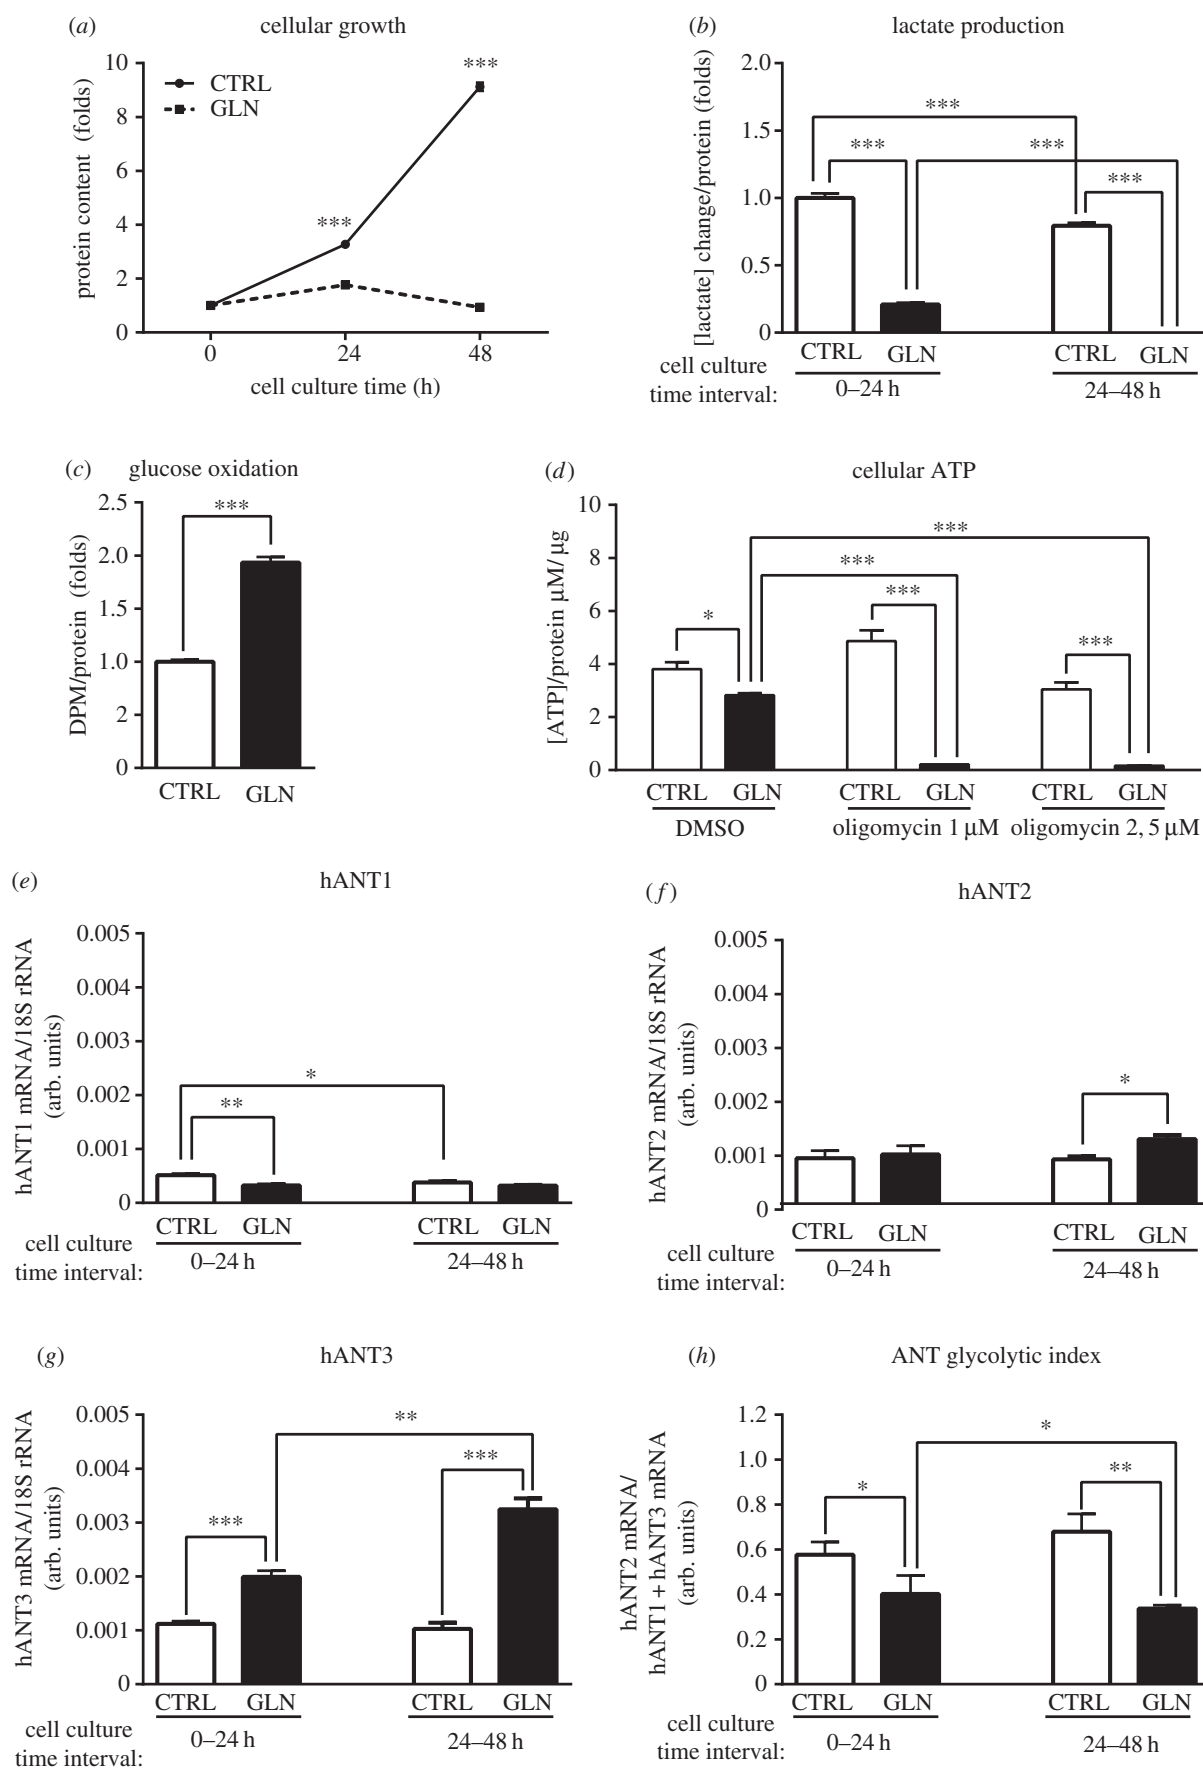 (a) cellular growth
protein content (folds)
10
8
6
4
2
0
CTRL
GLN
***
***
0 24 48
cell culture time (h)
(b) lactate production
[lactate] change/protein (folds)
2.0
1.5
1.0
0.5
0
***
***
***
***
CTRL GLN CTRL GLN
cell culture
time interval:
0–24 h 24–48 h
(c) glucose oxidation
DPM/protein (folds)
2.5
2.0
1.5
1.0
2
0
***
CTRL GLN
(d) cellular ATP
[ATP]/protein µM/µg
10
8
6
4
2
0
***
***
***
*
***
CTRL GLN CTRL GLN CTRL GLN
DMSO oligomycin 1 µM oligomycin 2, 5 µM
(e) hANT1
hANT1 mRNA/18S rRNA
(arb. units)
0.005
0.004
0.003
0.002
0.001
0
*
**
CTRL GLN CTRL GLN
cell culture
time interval:
0–24 h 24–48 h
(f) hANT2
hANT2 mRNA/18S rRNA
(arb. units)
0.005
0.004
0.003
0.002
0.001
0
*
CTRL GLN CTRL GLN
cell culture
time interval:
0–24 h 24–48 h
(g) hANT3
hANT3 mRNA/18S rRNA
(arb. units)
0.005
0.004
0.003
0.002
0.001
0
**
***
***
CTRL GLN CTRL GLN
cell culture
time interval:
0–24 h 24–48 h
(h) ANT glycolytic index
hANT2 mRNA/
hANT1 + hANT3 mRNA
(arb. units)
1.2
1.0
0.8
0.6
0.4
0.2
0
*
**
*
CTRL GLN CTRL GLN
cell culture
time interval:
0–24 h 24–48 h